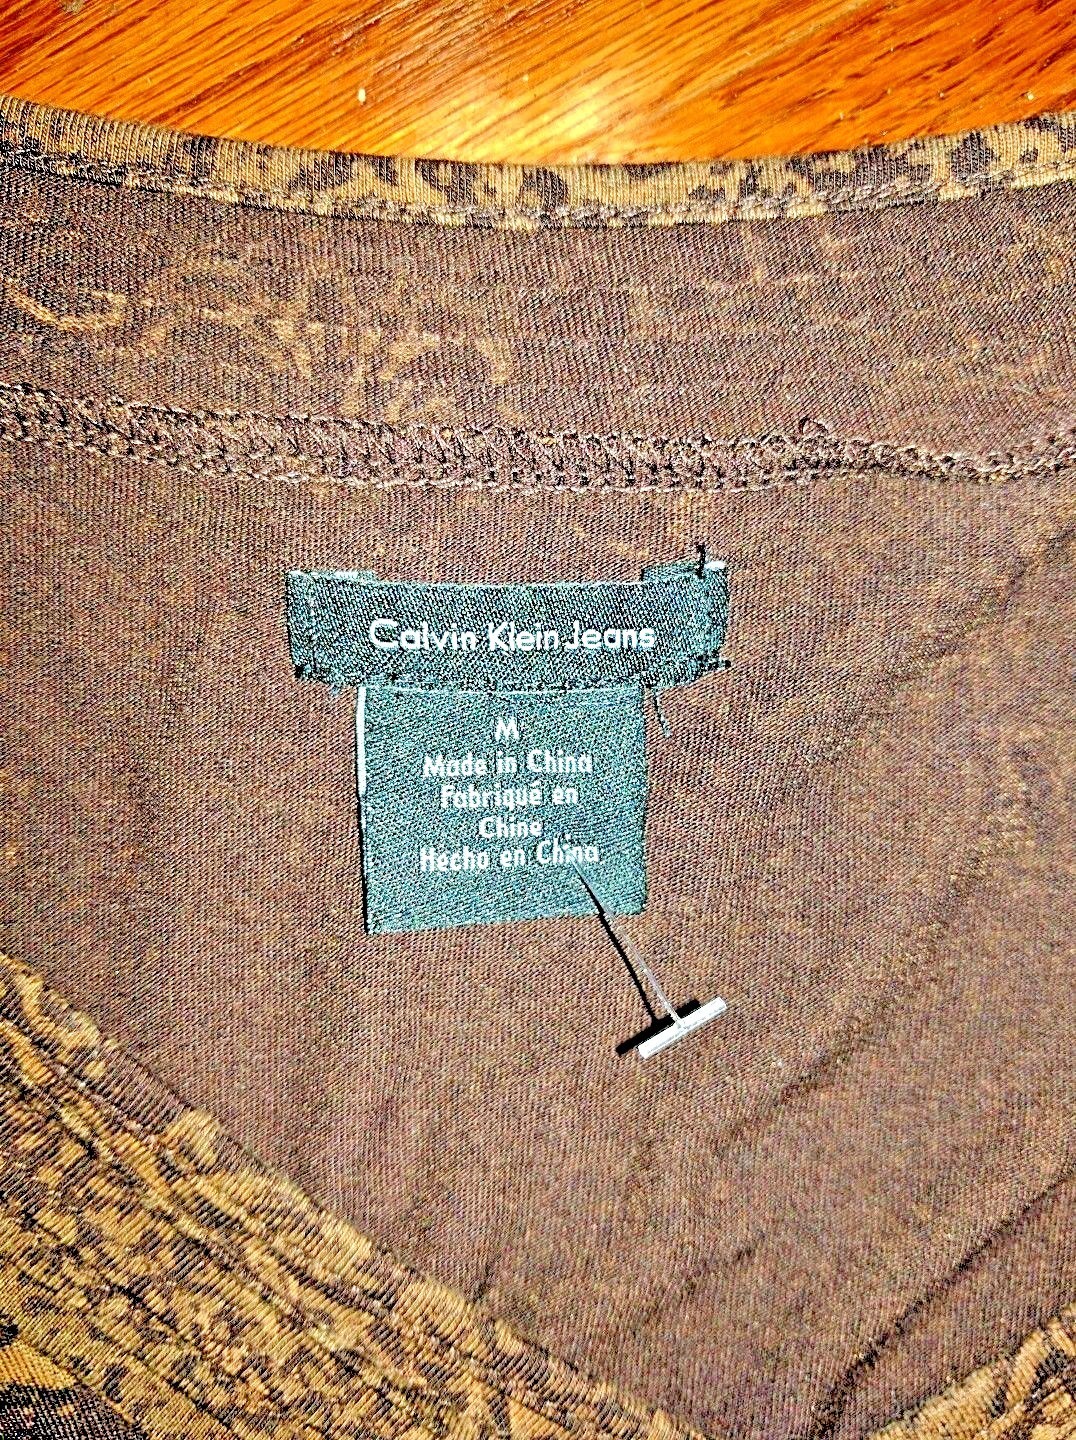 Calvin Klein Jeans
M
Made in China
Fabriqué en
Chine
Hecho en China